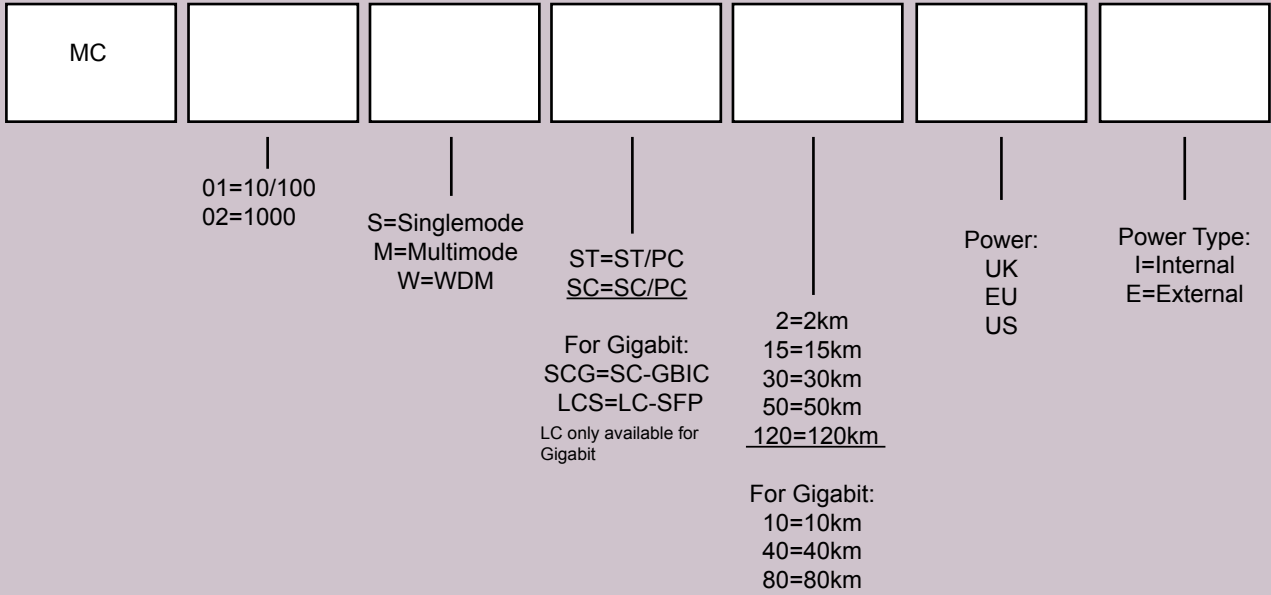 MC
01=10/100
02=1000
S=Singlemode
M=Multimode
W=WDM
ST=ST/PC
SC=SC/PC
For Gigabit:
SCG=SC-GBIC
LCS=LC-SFP
LC only available for
Gigabit
2=2km
15=15km
30=30km
50=50km
120=120km
For Gigabit:
10=10km
40=40km
80=80km
Power:
UK
EU
US
Power Type:
I=Internal
E=External